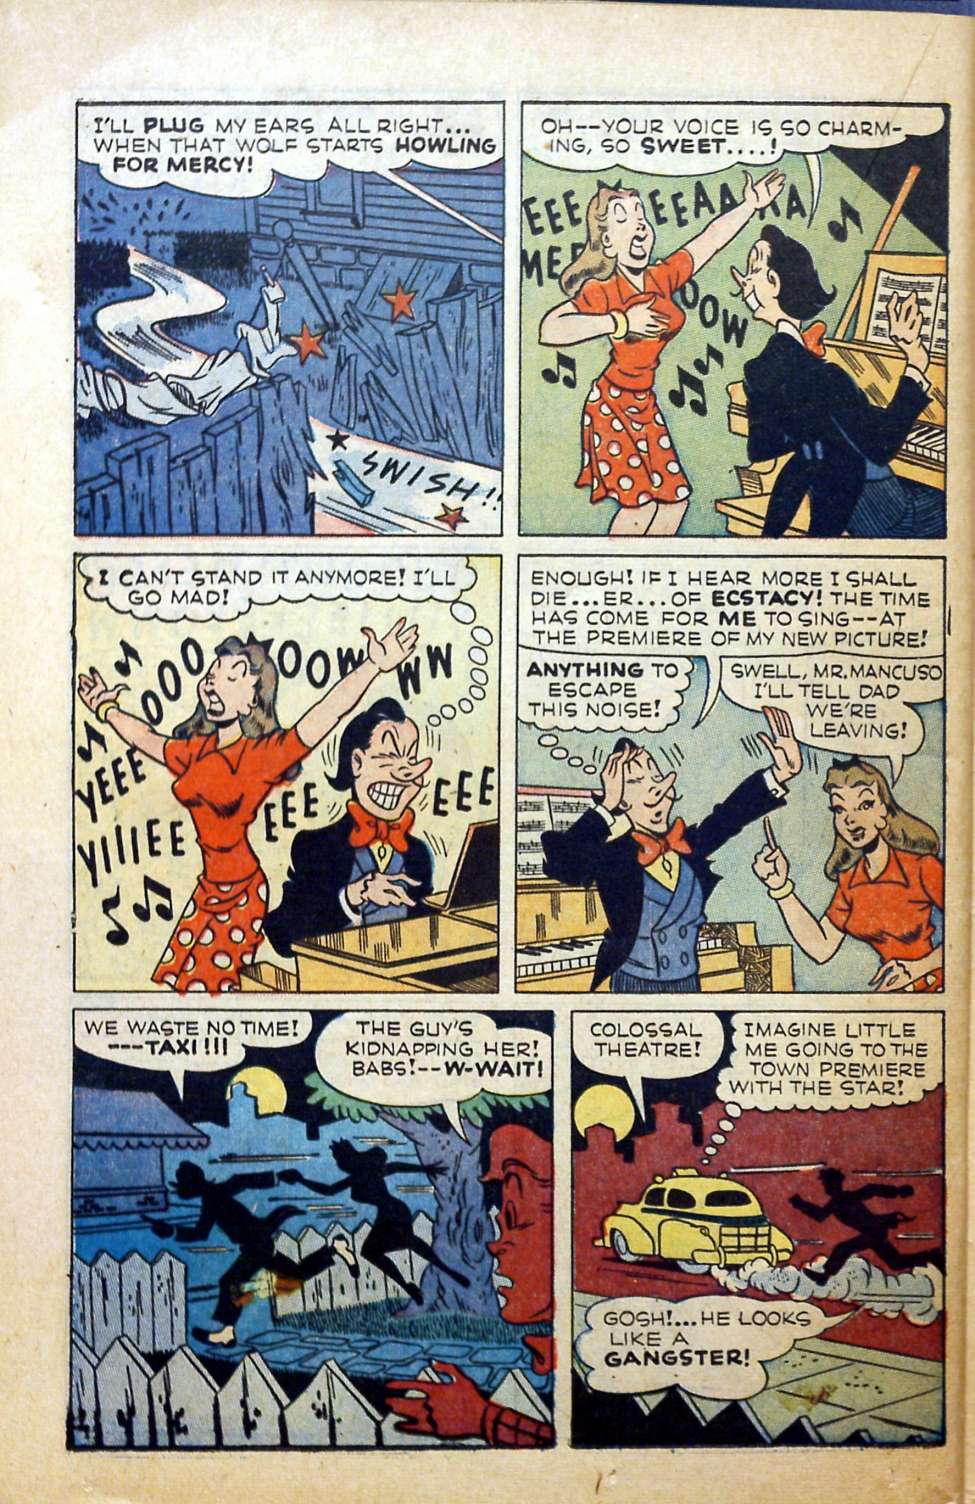 I'LL PLUG MY EARS ALL RIGHT...
WHEN THAT WOLF STARTS HOWLING
FOR MERCY!
SWISH!!
OH--YOUR VOICE IS SO CHARM-
ING, SO SWEET....!
EEE EEAAAA
MEE
OOW
I CAN'T STAND IT ANYMORE! I'LL
GO MAD!
OOO OOWWW
YEEE
YIIIEE EEE EEE
ENOUGH! IF I HEAR MORE I SHALL
DIE...ER...OF ECSTACY! THE TIME
HAS COME FOR ME TO SING--AT
THE PREMIERE OF MY NEW PICTURE!
ANYTHING TO
ESCAPE
THIS NOISE!
SWELL, MR. MANCUSO
I'LL TELL DAD
WE'RE
LEAVING!
WE WASTE NO TIME!
---TAXI!!!
THE GUY'S
KIDNAPPING HER!
BABS!--W-WAIT!
COLOSSAL
THEATRE!
IMAGINE LITTLE
ME GOING TO THE
TOWN PREMIERE
WITH THE STAR!
GOSH!...HE LOOKS
LIKE A
GANGSTER!